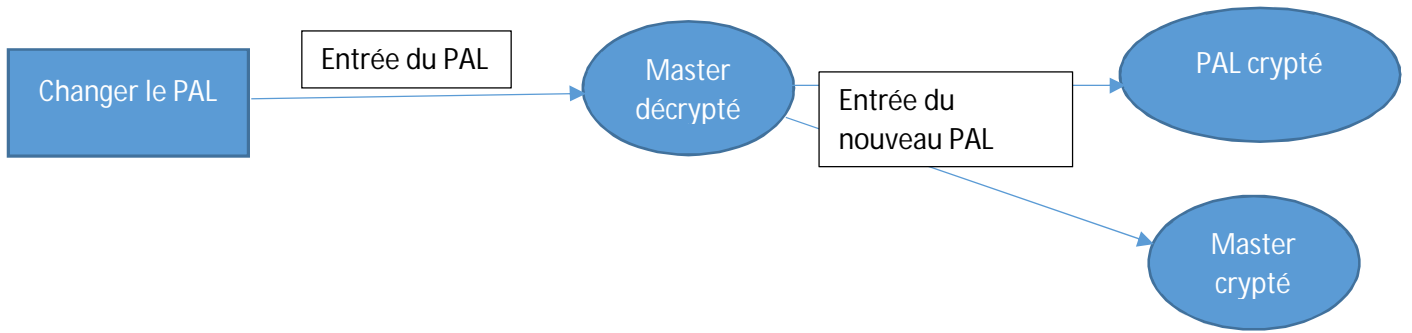 Changer le PAL
Entrée du PAL
Master
décrypté
Entrée du
nouveau PAL
PAL crypté
Master
crypté